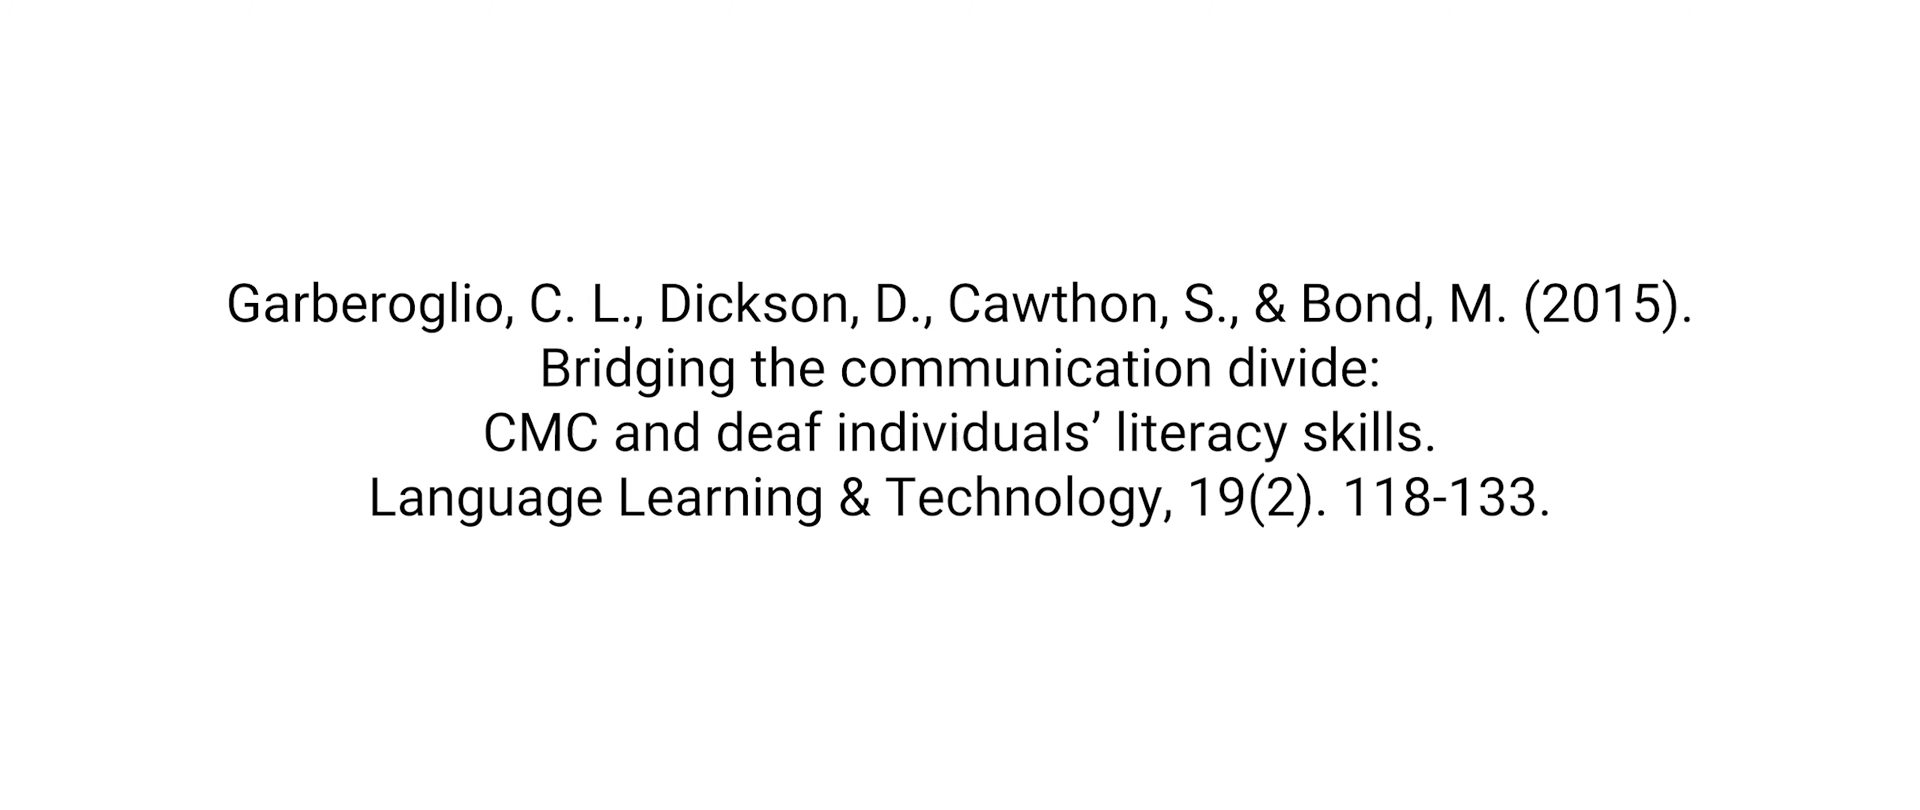 Garberoglio, C. L., Dickson, D., Cawthon, S., & Bond, M. (2015).
Bridging the communication divide:
CMC and deaf individuals’ literacy skills.
Language Learning & Technology, 19(2). 118-133.